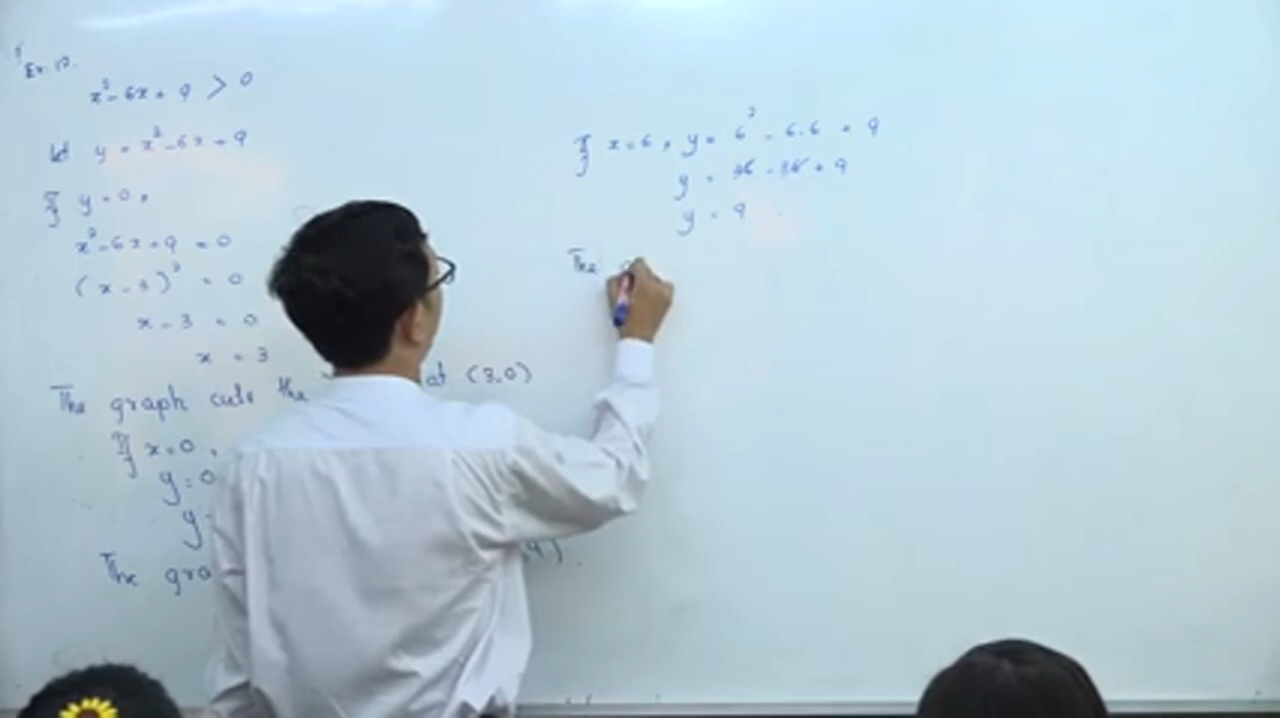 Ex. 12.
x² - 6x + 9 > 0
let y = x² - 6x + 9
If y = 0,
x² - 6x + 9 = 0
(x - 3)² = 0
x - 3 = 0
x = 3
The graph cuts the at (3,0)
If x = 0,
y = 0
y =
The gra ,9).
If x = 6, y = 6² - 6.6 + 9
y = 36 - 36 + 9
y = 9
The